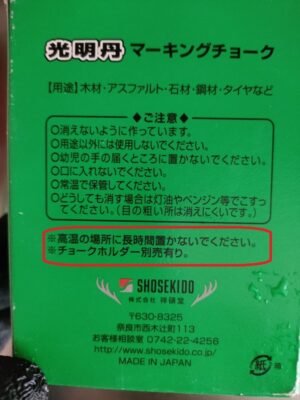 光明丹 マーキングチョーク
【用途】木材・アスファルト・石材・鋼材・タイヤなど
◆ご注意◆
○消えないように作っています。
○用途以外には使用しないでください。
○幼児の手の届くところに置かないでください。
○口に入れないでください。
○常温で保管してください。
○どうしても消す場合は灯油やベンジン等でこすっ
てください。（目の粗い所は消えにくいです。）
※高温の場所に長時間置かないでください。
※チョークホルダー別売有り。
SHOSEKIDO
株式会社 祥碩堂
〒630-8325
奈良市西木辻町113
お客様相談室 0742-22-4256
http://www.shosekido.co.jp/
MADE IN JAPAN
紙 箱